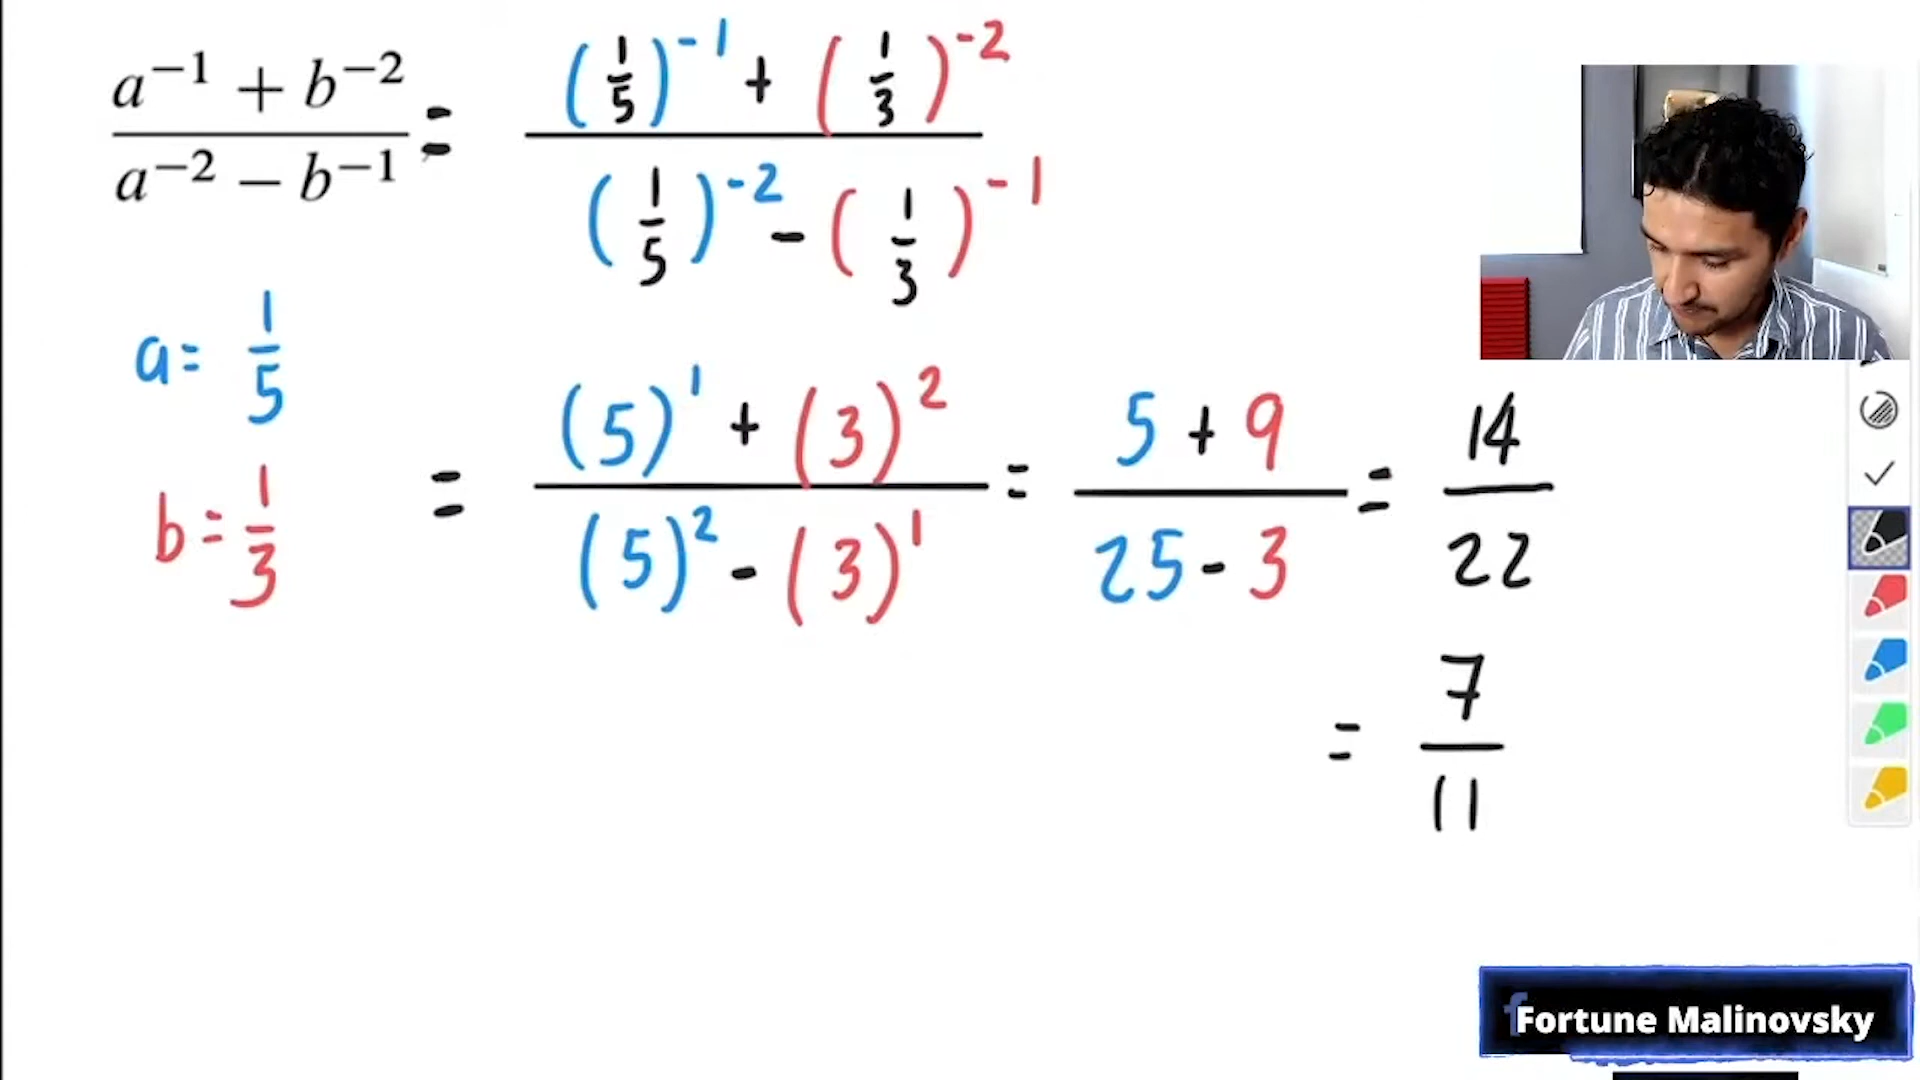 a⁻¹ + b⁻² / a⁻² − b⁻¹ = (1/5)⁻¹ + (1/3)⁻² / (1/5)⁻² - (1/3)⁻¹
a = 1/5
b = 1/3
= (5)¹ + (3)² / (5)² - (3)¹ = 5 + 9 / 25 - 3 = 14 / 22
= 7 / 11
Fortune Malinovsky